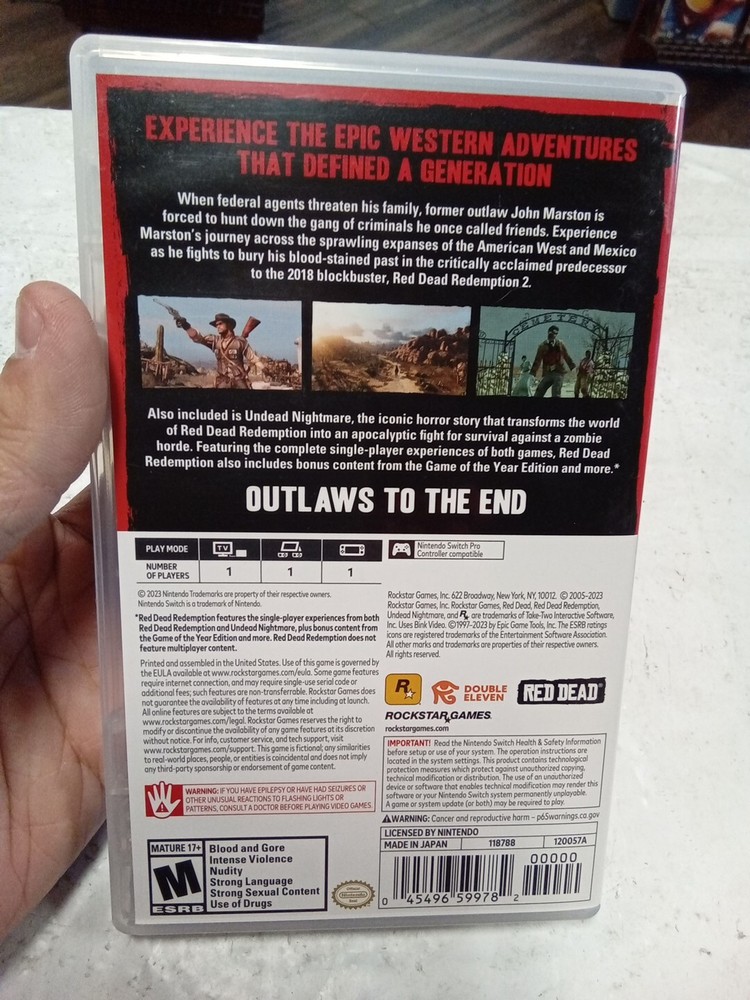 EXPERIENCE THE EPIC WESTERN ADVENTURES
THAT DEFINED A GENERATION
When federal agents threaten his family, former outlaw John Marston is
forced to hunt down the gang of criminals he once called friends. Experience
Marston's journey across the sprawling expanses of the American West and Mexico
as he fights to bury his blood-stained past in the critically acclaimed predecessor
to the 2018 blockbuster, Red Dead Redemption 2.
CEMETERY
Also included is Undead Nightmare, the iconic horror story that transforms the world
of Red Dead Redemption into an apocalyptic fight for survival against a zombie
horde. Featuring the complete single-player experiences of both games, Red Dead
Redemption also includes bonus content from the Game of the Year Edition and more.*
OUTLAWS TO THE END
PLAY MODE
TV
NUMBER
OF PLAYERS
1
1
1
Nintendo Switch Pro
Controller compatible
© 2023 Nintendo Trademarks are property of their respective owners.
Nintendo Switch is a trademark of Nintendo.
*Red Dead Redemption features the single-player experiences from both
Red Dead Redemption and Undead Nightmare, plus bonus content from
the Game of the Year Edition and more. Red Dead Redemption does not
feature multiplayer content.
Printed and assembled in the United States. Use of this game is governed by
the EULA available at www.rockstargames.com/eula. Some game features
require internet connection, and may require single-use serial code or
additional fees; such features are non-transferrable. Rockstar Games does
not guarantee the availability of features at any time including at launch.
All online features are subject to the terms available at
www.rockstargames.com/legal. Rockstar Games reserves the right to
modify or discontinue the availability of any game features at its discretion
without notice. For info, customer service, and tech support, visit
www.rockstargames.com/support. This game is fictional; any similarities
to real-world places, people, or entities is coincidental and does not imply
any third-party sponsorship or endorsement of game content.
Rockstar Games, Inc. 622 Broadway, New York, NY, 10012. © 2005-2023
Rockstar Games, Inc. Rockstar Games, Red Dead, Red Dead Redemption,
Undead Nightmare, and R are trademarks of Take-Two Interactive Software,
Inc. Uses Bink Video. ©1997-2023 by Epic Game Tools, Inc. The ESRB ratings
icons are registered trademarks of the Entertainment Software Association.
All other marks and trademarks are properties of their respective owners.
All rights reserved.
R
ROCKSTAR GAMES
rockstargames.com
DOUBLE
ELEVEN
RED DEAD
WARNING: IF YOU HAVE EPILEPSY OR HAVE HAD SEIZURES OR
OTHER UNUSUAL REACTIONS TO FLASHING LIGHTS OR
PATTERNS, CONSULT A DOCTOR BEFORE PLAYING VIDEO GAMES.
IMPORTANT! Read the Nintendo Switch Health & Safety Information
before setup or use of your system. The operation instructions are
located in the system settings. This product contains technological
protection measures which protect against unauthorized copying,
technical modification or distribution. The use of an unauthorized
device or software that enables technical modification may render this
software or your Nintendo Switch system permanently unplayable.
A game or system update (or both) may be required to play.
WARNING: Cancer and reproductive harm - p65warnings.ca.gov
MATURE 17+
M
ESRB
Blood and Gore
Intense Violence
Nudity
Strong Language
Strong Sexual Content
Use of Drugs
Official
Nintendo
Seal
LICENSED BY NINTENDO
MADE IN JAPAN
118788
120057A
00000
0 45496 59978 2